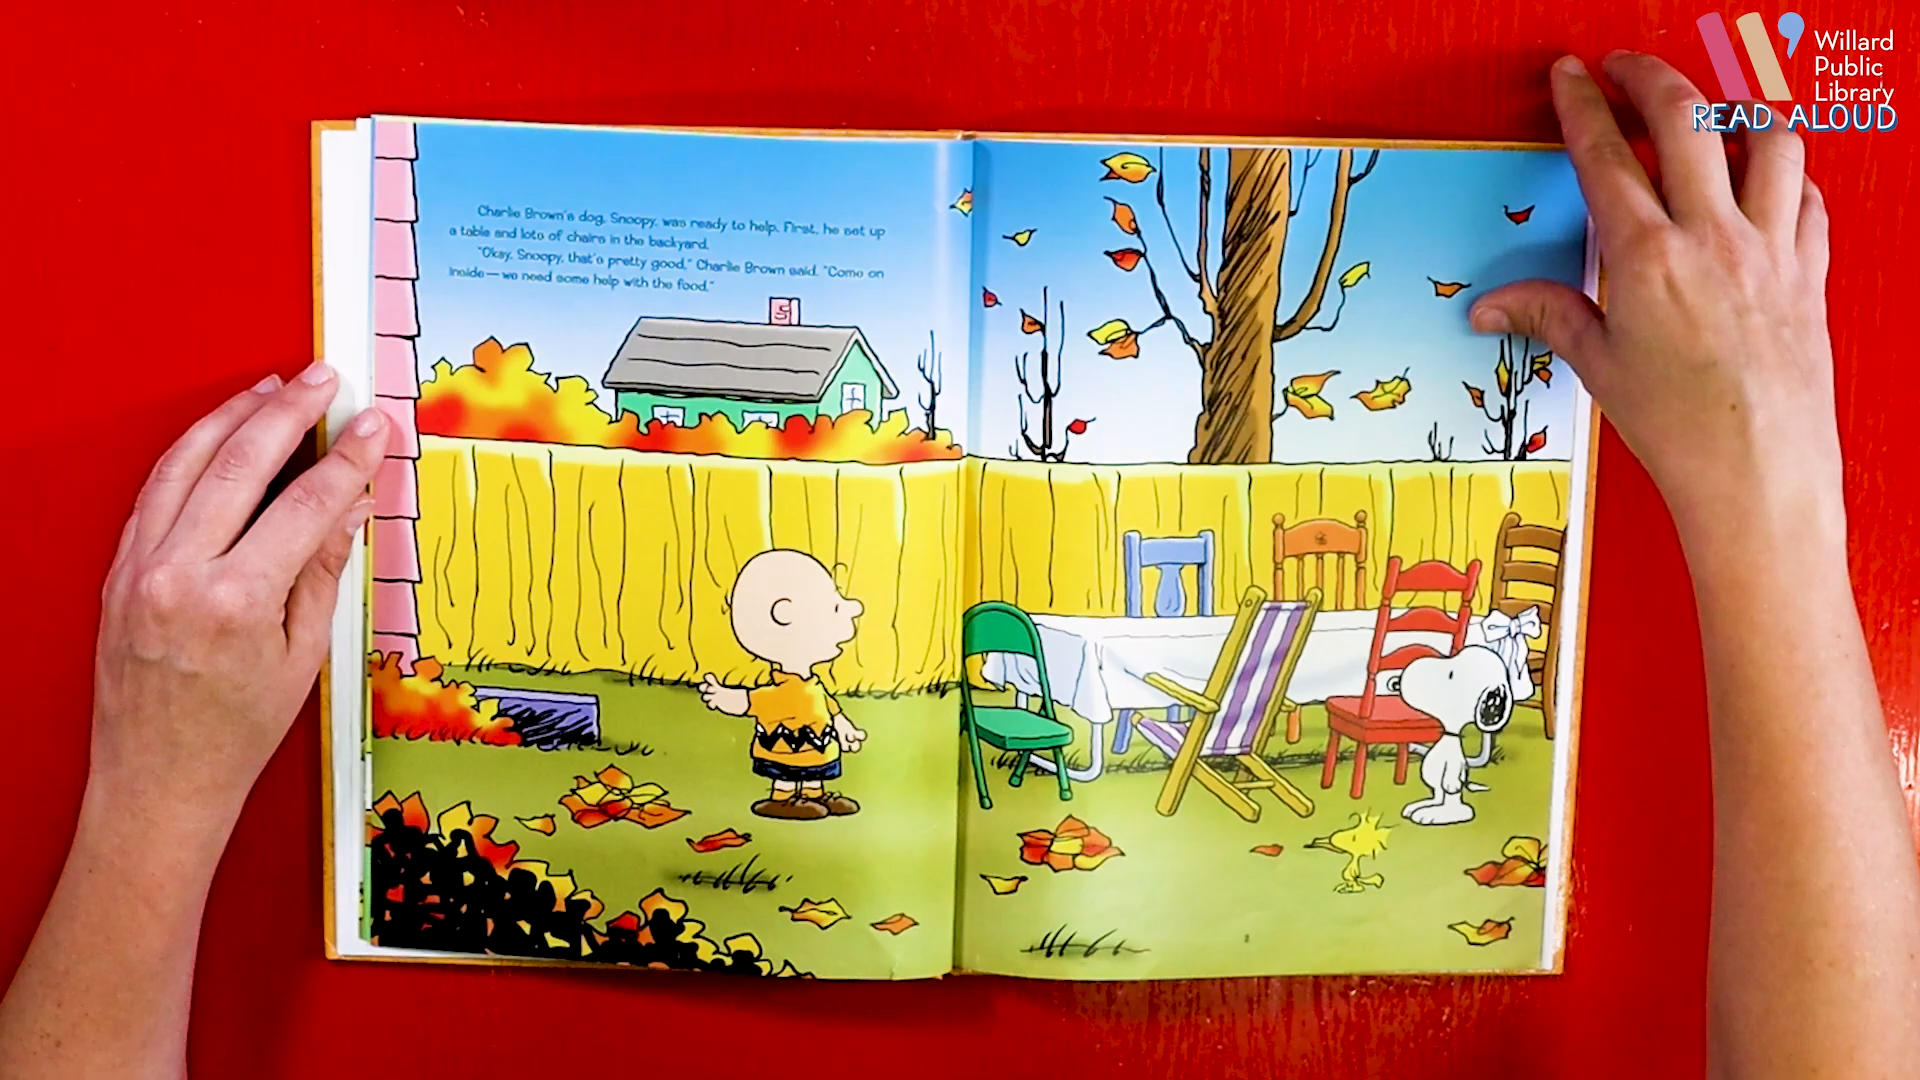 Charlie Brown's dog, Snoopy, was ready to help. First, he set up
a table and lots of chairs in the backyard.
"Okay, Snoopy, that's pretty good," Charlie Brown said. "Come on
inside—we need some help with the food."
Willard
Public
Library
READ ALOUD